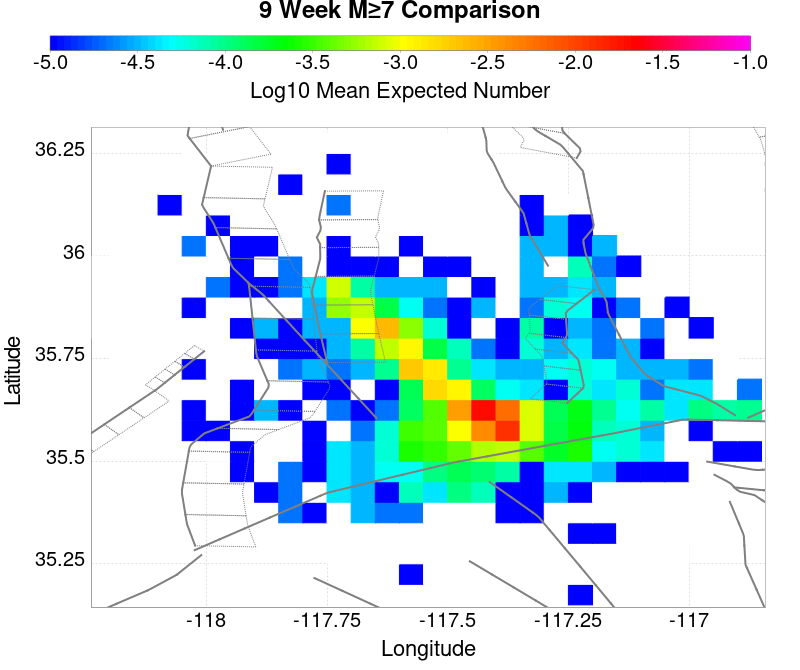 9 Week M≥7 Comparison
-5.0 -4.5 -4.0 -3.5 -3.0 -2.5 -2.0 -1.5 -1.0
Log10 Mean Expected Number
36.25
36
35.75
35.5
35.25
Latitude
-118 -117.75 -117.5 -117.25 -117
Longitude